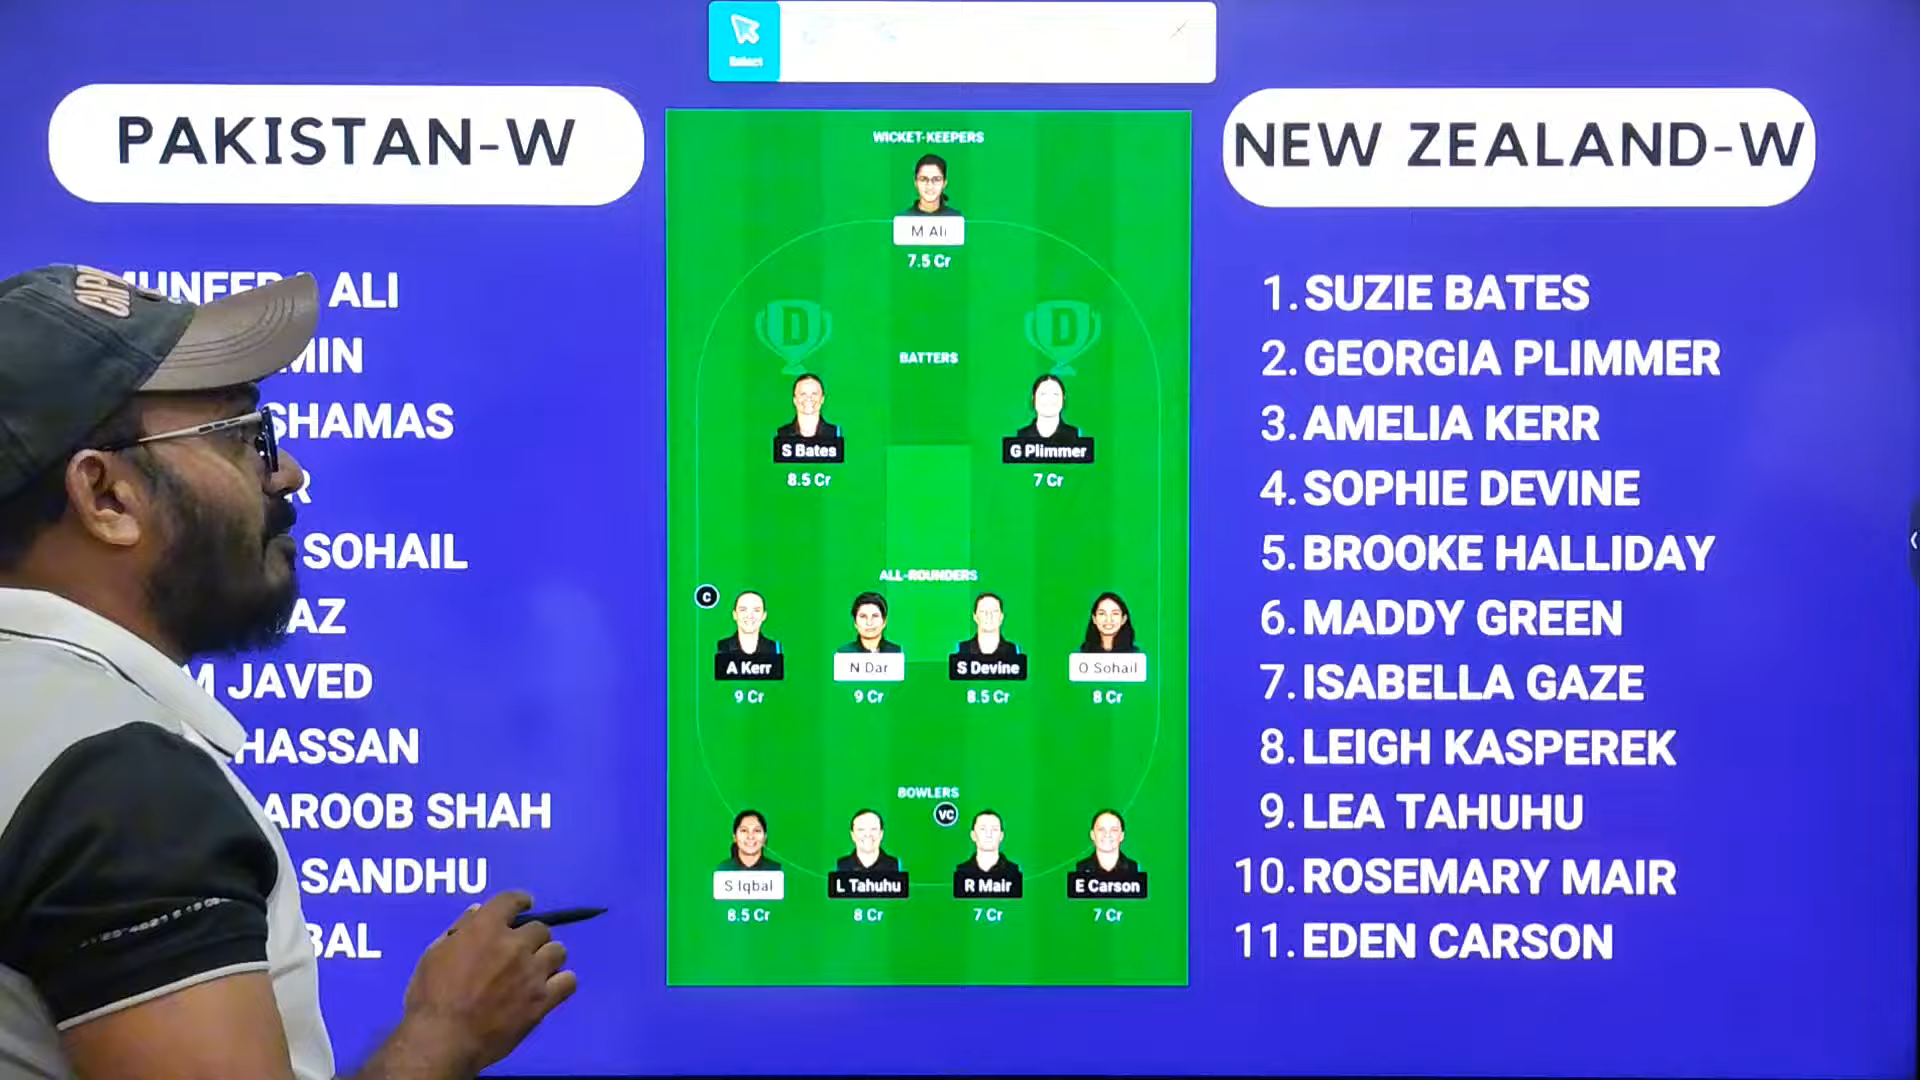 Select
PAKISTAN-W
ALI
MIN
SHAMAS
R
SOHAIL
AZ
M JAVED
HASSAN
AROOB SHAH
SANDHU
BAL
WICKET-KEEPERS
M Ali
7.5 Cr
D
D
BATTERS
S Bates
G Plimmer
8.5 Cr
7 Cr
ALL-ROUNDERS
C
A Kerr
N Dar
S Devine
O Sohail
9 Cr
9 Cr
8.5 Cr
8 Cr
BOWLERS
VC
S Iqbal
L Tahuhu
R Mair
E Carson
8.5 Cr
8 Cr
7 Cr
7 Cr
NEW ZEALAND-W
1. SUZIE BATES
2. GEORGIA PLIMMER
3. AMELIA KERR
4. SOPHIE DEVINE
5. BROOKE HALLIDAY
6. MADDY GREEN
7. ISABELLA GAZE
8. LEIGH KASPEREK
9. LEA TAHUHU
10. ROSEMARY MAIR
11. EDEN CARSON